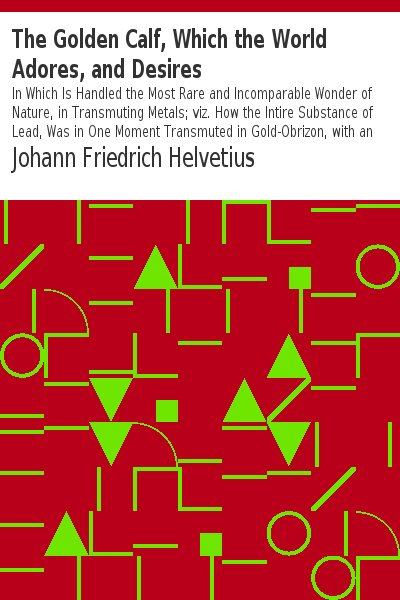 The Golden Calf, Which the World
Adores, and Desires
In Which Is Handled the Most Rare and Incomparable Wonder of
Nature, in Transmuting Metals; viz. How the Intire Substance of
Lead, Was in One Moment Transmuted in Gold-Obrizon, with an
Johann Friedrich Helvetius